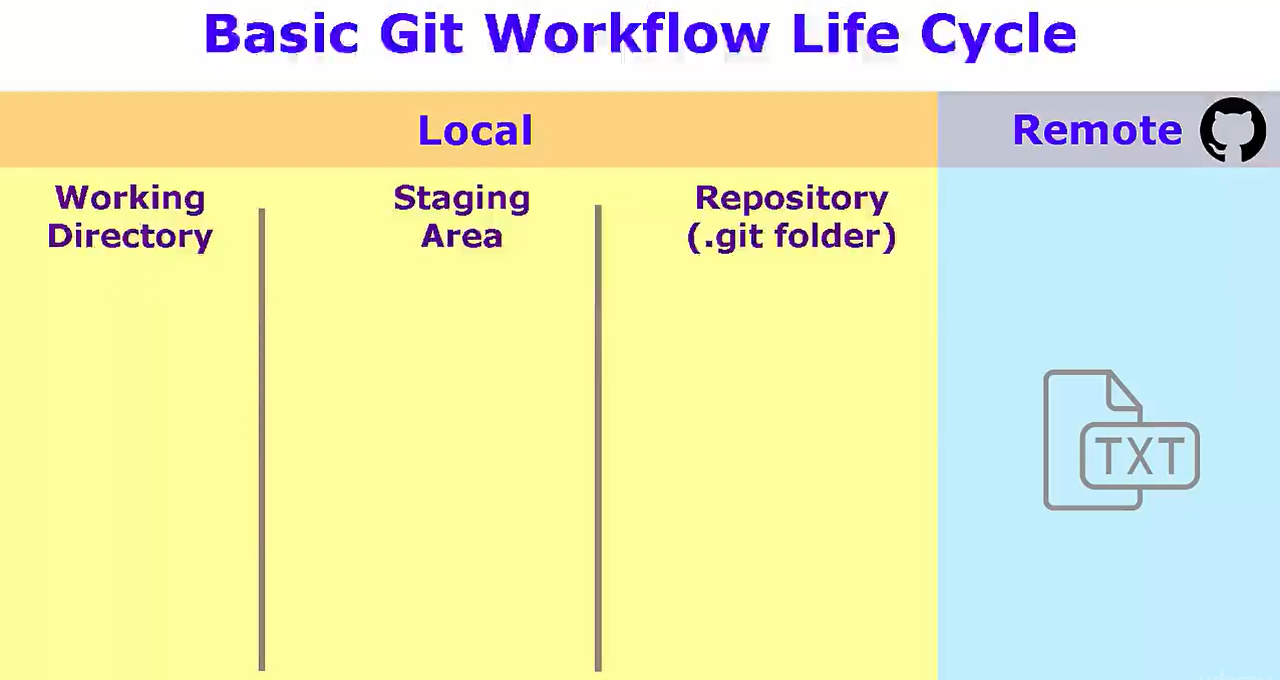 Basic Git Workflow Life Cycle
Local
Remote
Working
Directory
Staging
Area
Repository
(.git folder)
TXT